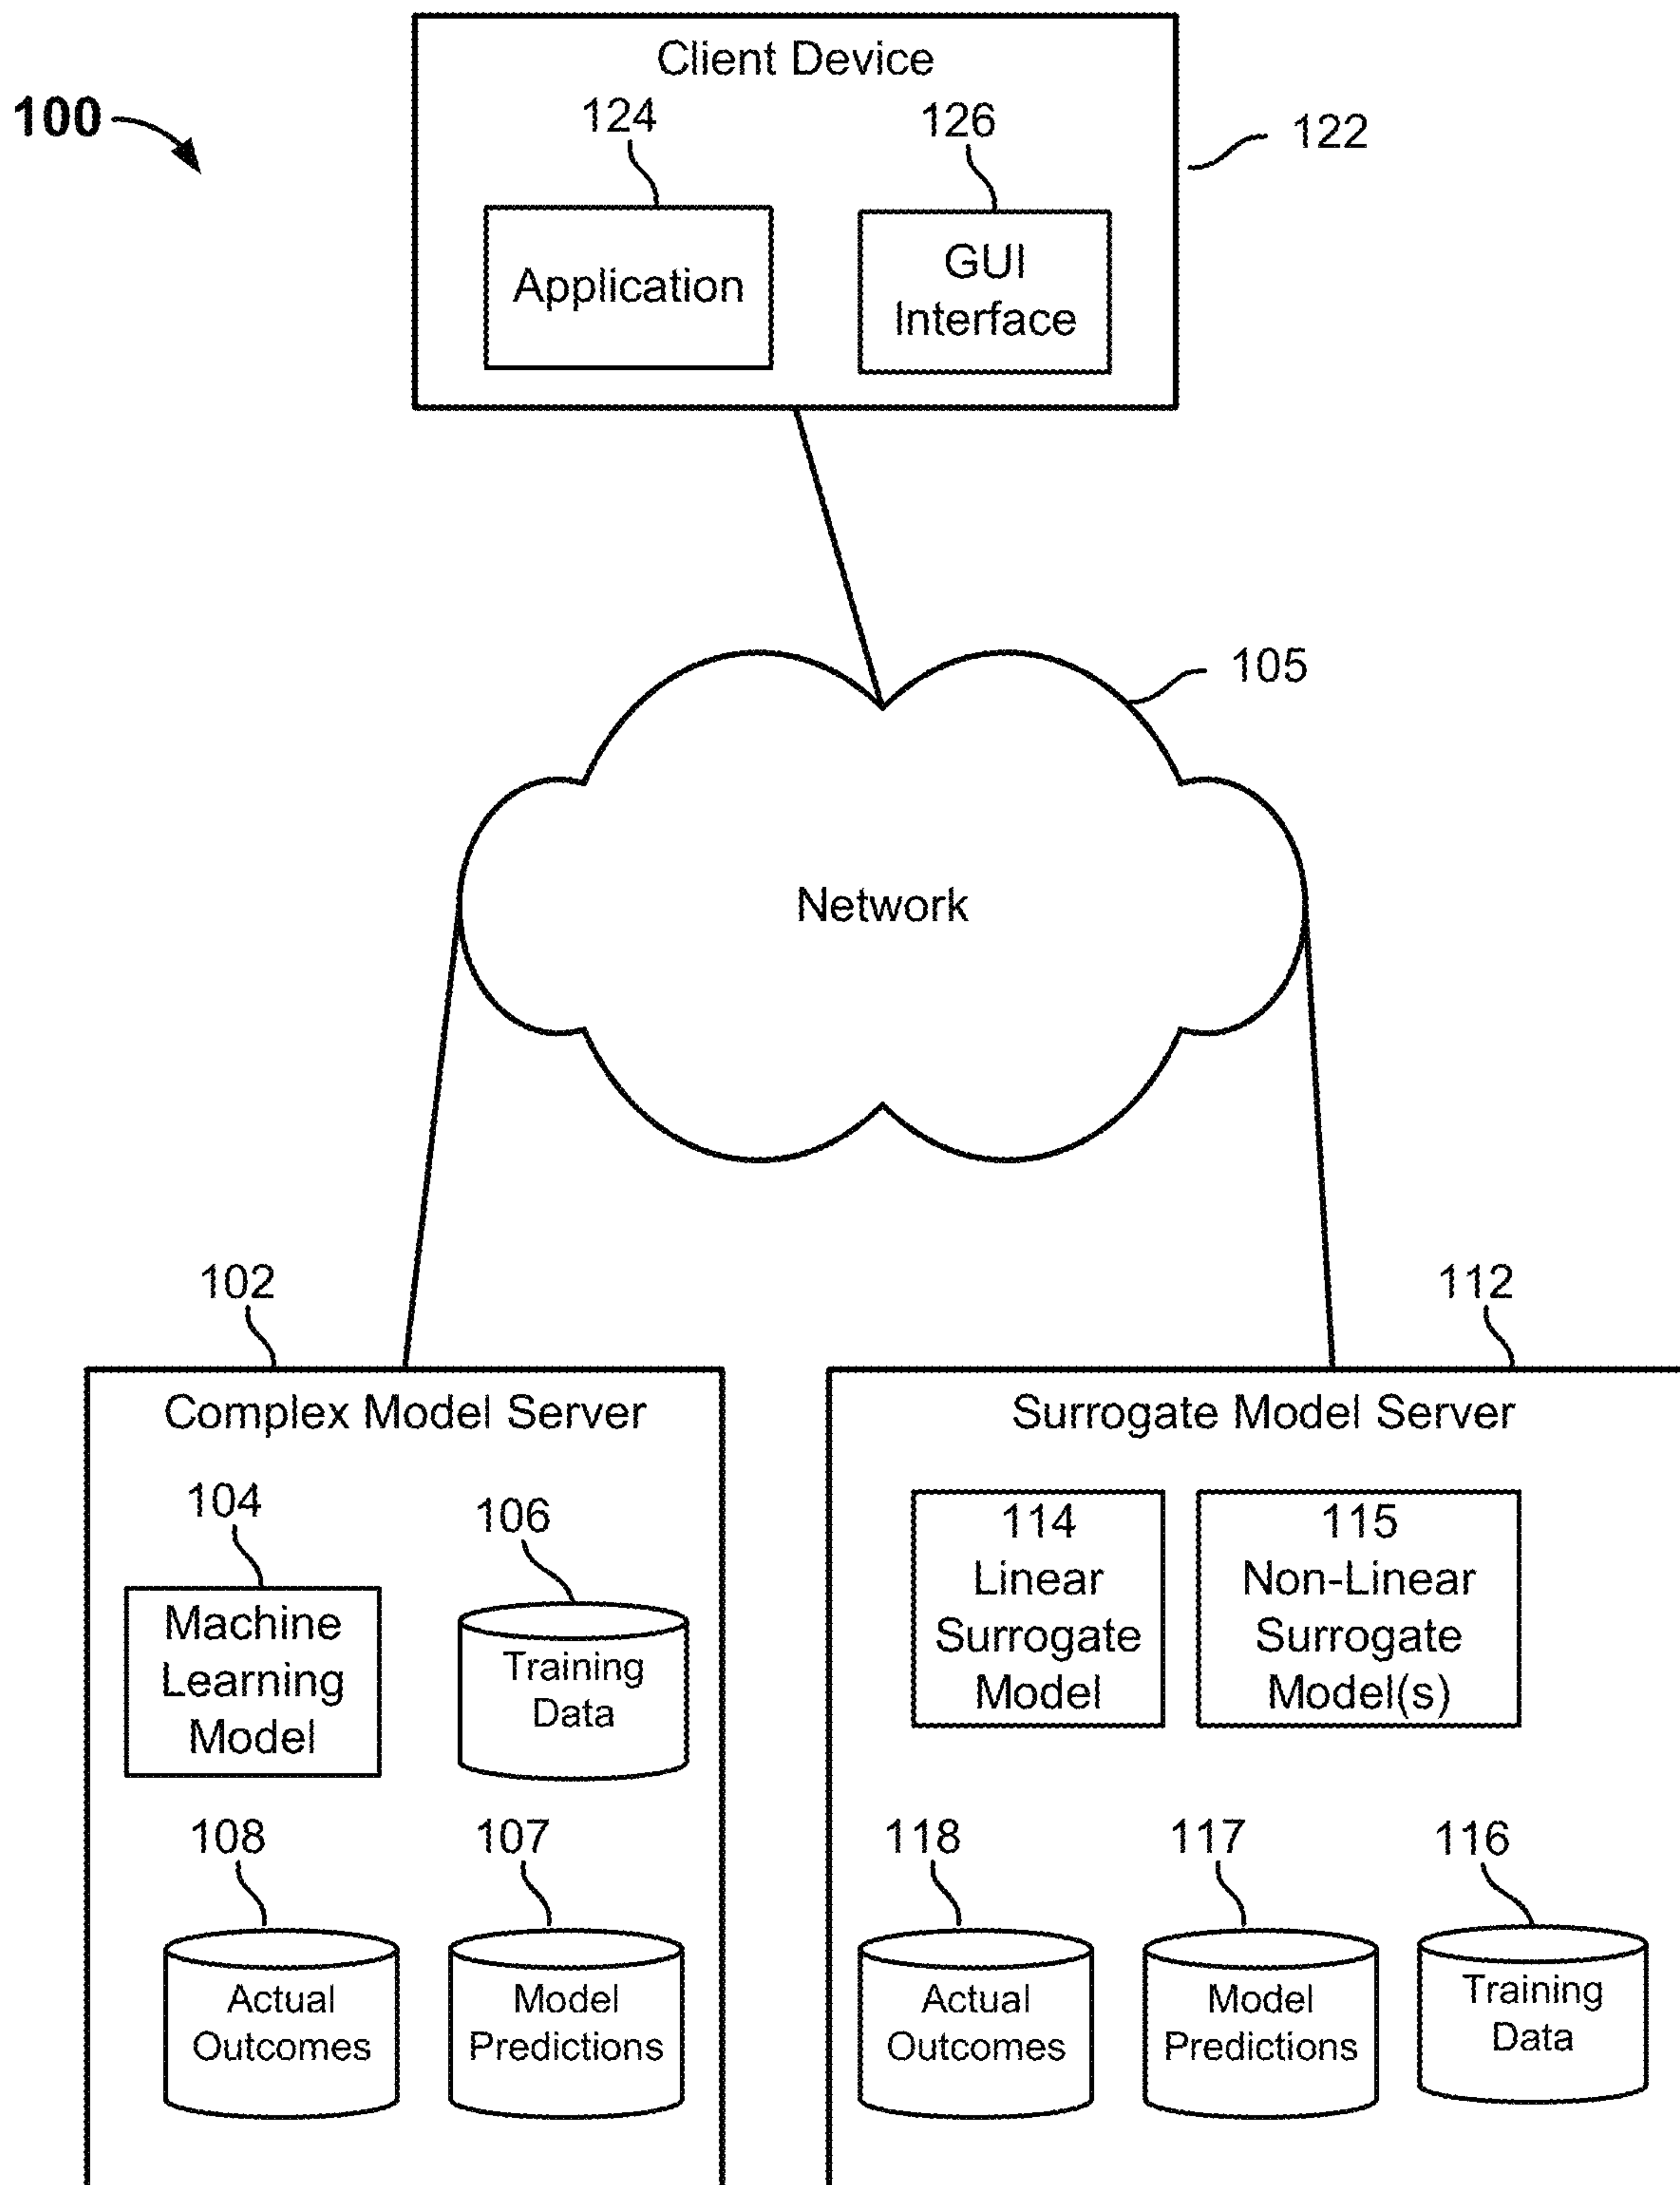 100
Client Device
124
126
122
Application
GUI
Interface
105
Network
102
112
Complex Model Server
104
106
Machine
Learning
Model
Training
Data
108
107
Actual
Outcomes
Model
Predictions
Surrogate Model Server
114
Linear
Surrogate
Model
115
Non-Linear
Surrogate
Model(s)
118
117
116
Actual
Outcomes
Model
Predictions
Training
Data